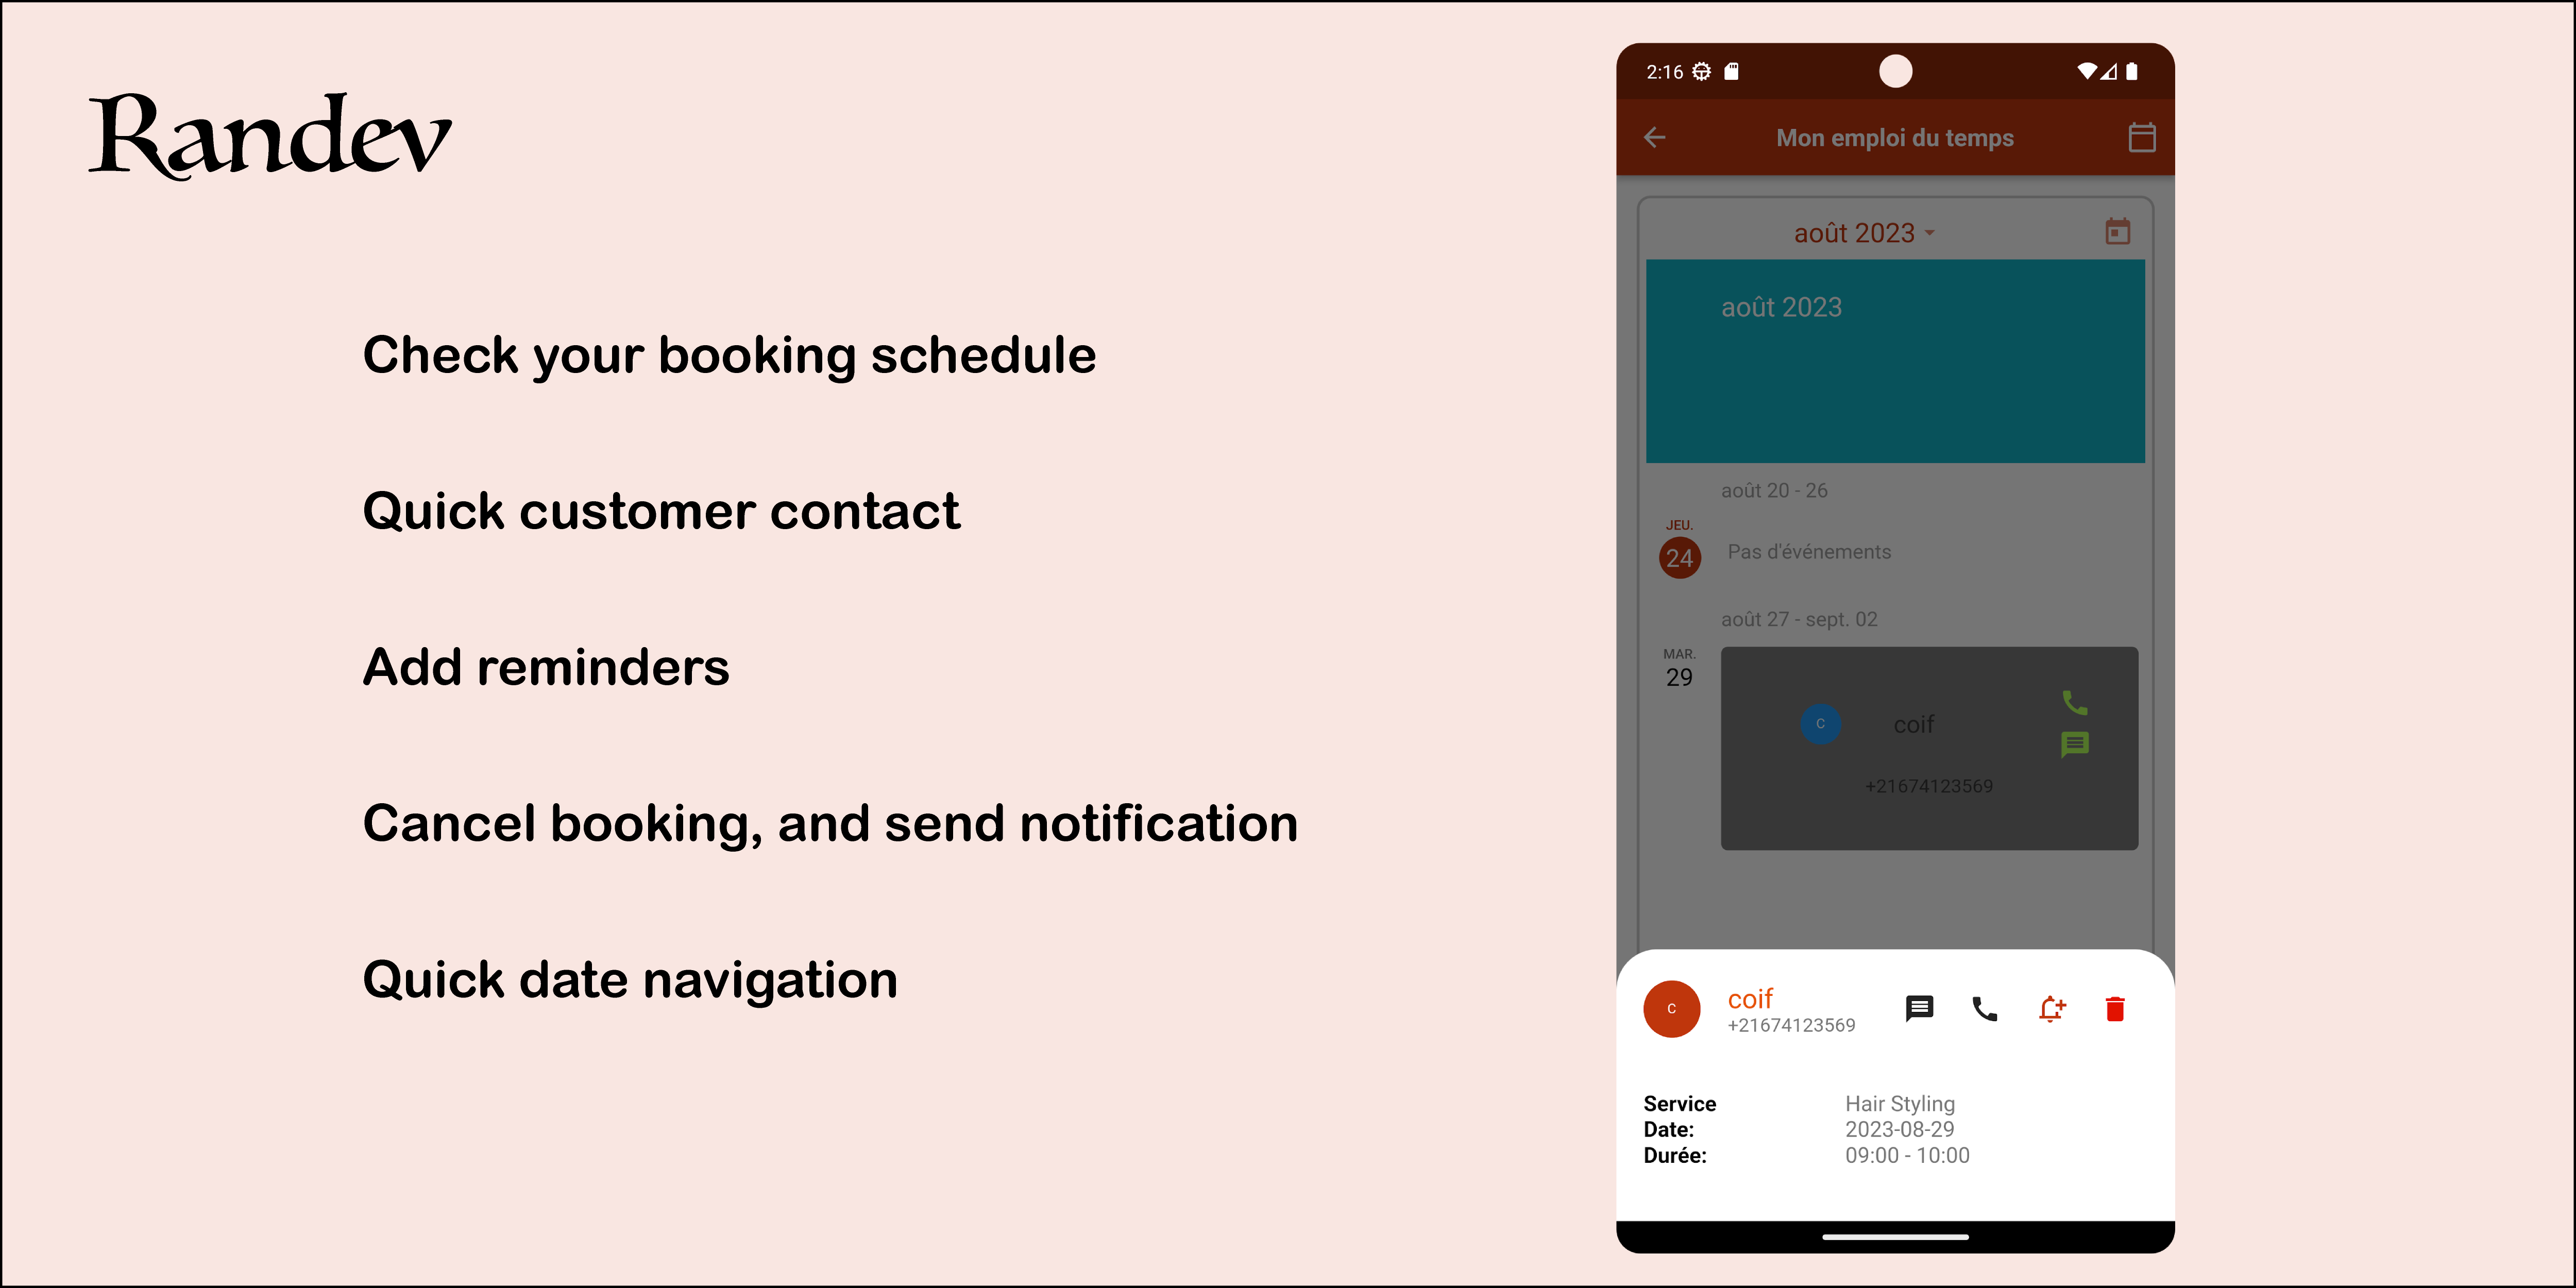 Randev
Check your booking schedule
Quick customer contact
Add reminders
Cancel booking, and send notification
Quick date navigation
2:16
Mon emploi du temps
août 2023
août 2023
août 20 - 26
JEU.
24
Pas d'événements
août 27 - sept. 02
MAR.
29
C
coif
+21674123569
C
coif
+21674123569
Service Hair Styling
Date: 2023-08-29
Durée: 09:00 - 10:00